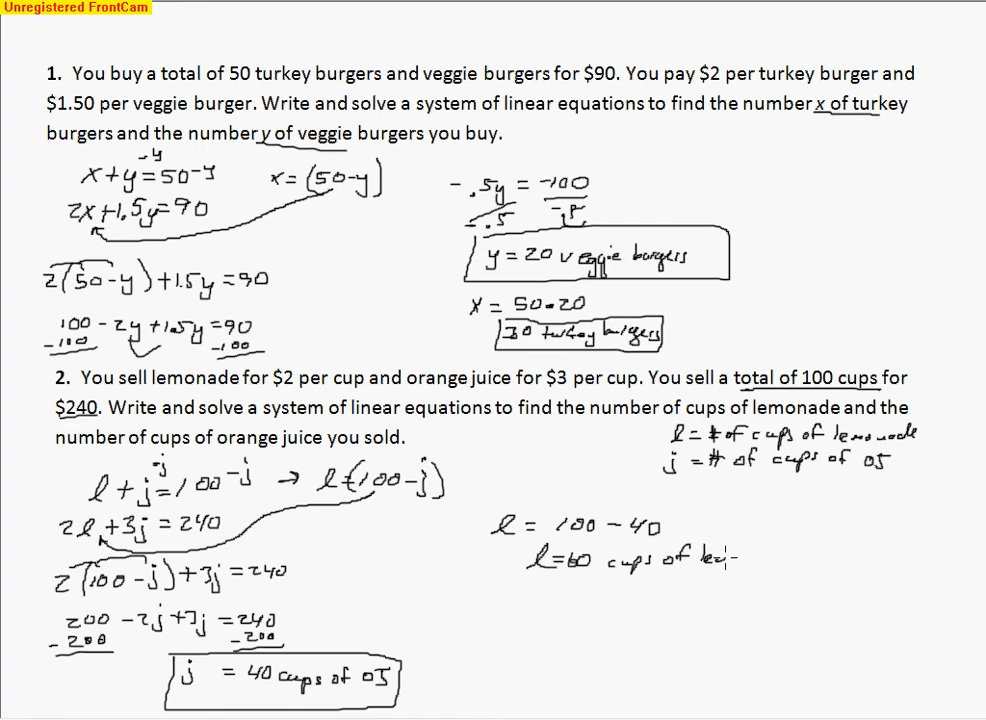 Unregistered FrontCam
1. You buy a total of 50 turkey burgers and veggie burgers for $90. You pay $2 per turkey burger and
$1.50 per veggie burger. Write and solve a system of linear equations to find the number x of turkey
burgers and the number y of veggie burgers you buy.
-y
x+y=50-y x=(50-y)
2x+1.5y=90
2(50-y)+1.5y=90
100-2y+1.5y=90
-100 -100
-.5y = -100
-.5
y = 20 veggie burgers
x = 50-20
30 turkey burgers
2. You sell lemonade for $2 per cup and orange juice for $3 per cup. You sell a total of 100 cups for
$240. Write and solve a system of linear equations to find the number of cups of lemonade and the
number of cups of orange juice you sold.
l = # of cups of lemonade
j = # of cups of OJ
-j
l+j=100-j → l=(100-j)
2l+3j=240
2(100-j)+3j=240
200-2j+3j=240
-200 -200
j = 40 cups of OJ
l = 100-40
l=60 cups of